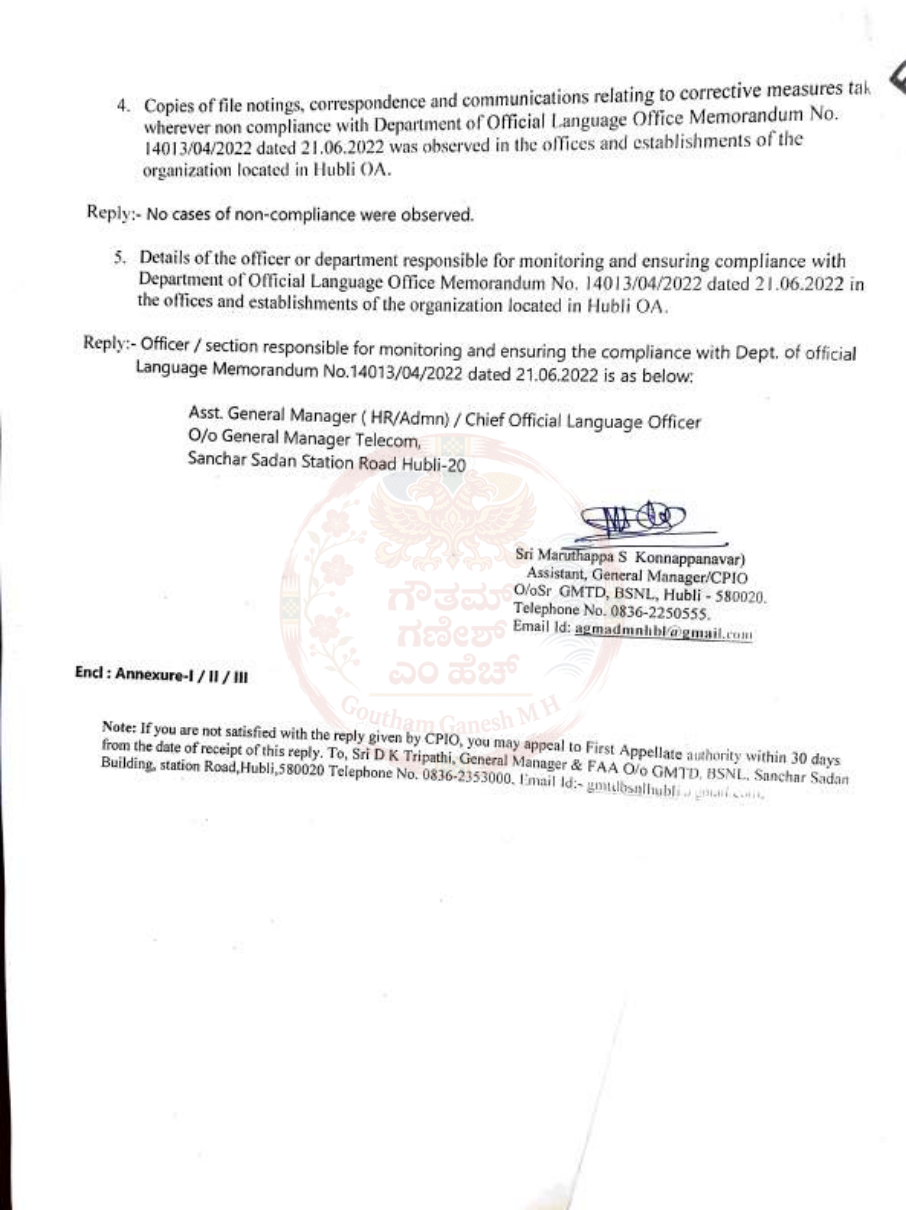 4. Copies of file notings, correspondence and communications relating to corrective measures tak
wherever non compliance with Department of Official Language Office Memorandum No.
14013/04/2022 dated 21.06.2022 was observed in the offices and establishments of the
organization located in Hubli OA.
Reply:- No cases of non-compliance were observed.
5. Details of the officer or department responsible for monitoring and ensuring compliance with
Department of Official Language Office Memorandum No. 14013/04/2022 dated 21.06.2022 in
the offices and establishments of the organization located in Hubli OA.
Reply:- Officer / section responsible for monitoring and ensuring the compliance with Dept. of official
Language Memorandum No.14013/04/2022 dated 21.06.2022 is as below:
Asst. General Manager ( HR/Admn) / Chief Official Language Officer
O/o General Manager Telecom,
Sanchar Sadan Station Road Hubli-20
Sri Maruthappa S Konnappanavar)
Assistant, General Manager/CPIO
O/oSr GMTD, BSNL, Hubli - 580020.
Telephone No. 0836-2250555.
Email Id: agmadmnhbl@gmail.com
ಗೌತಮ್
ಗಣೇಶ್
ಎಂ ಹೆಚ್
Goutham Ganesh M H
Encl : Annexure-I / II / III
Note: If you are not satisfied with the reply given by CPIO, you may appeal to First Appellate authority within 30 days
from the date of receipt of this reply. To, Sri D K Tripathi, General Manager & FAA O/o GMTD, BSNL, Sanchar Sadan
Building, station Road,Hubli,580020 Telephone No. 0836-2353000, Email Id:- gmtdbsnlhubli@gmail.com,